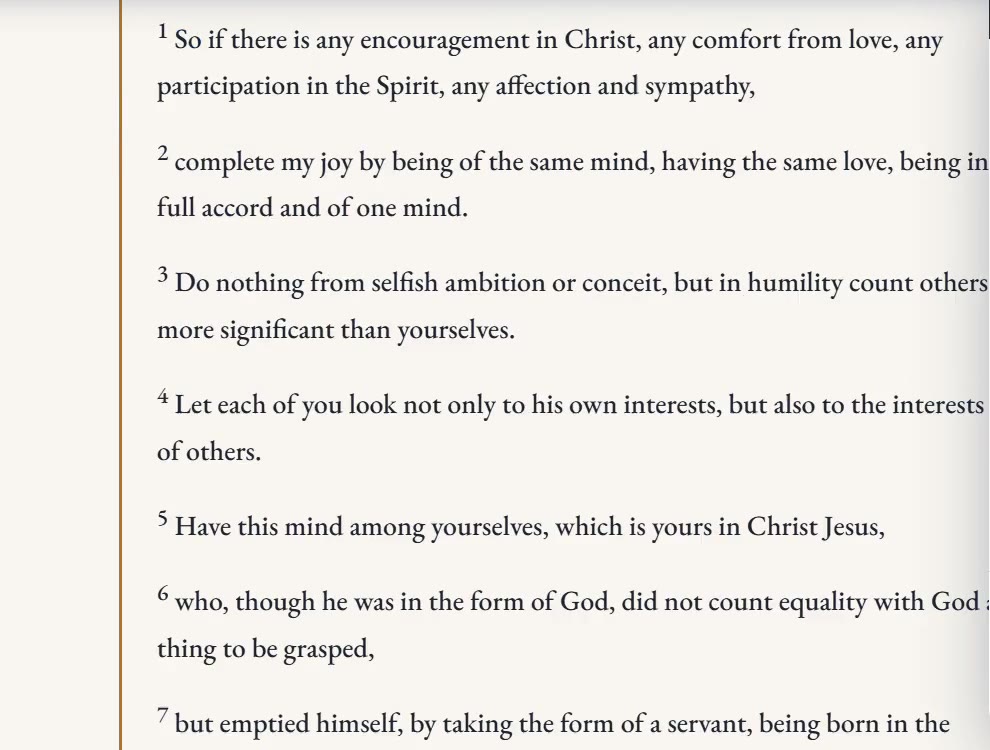 1 So if there is any encouragement in Christ, any comfort from love, any
participation in the Spirit, any affection and sympathy,
2 complete my joy by being of the same mind, having the same love, being in
full accord and of one mind.
3 Do nothing from selfish ambition or conceit, but in humility count others
more significant than yourselves.
4 Let each of you look not only to his own interests, but also to the interests
of others.
5 Have this mind among yourselves, which is yours in Christ Jesus,
6 who, though he was in the form of God, did not count equality with God
thing to be grasped,
7 but emptied himself, by taking the form of a servant, being born in the